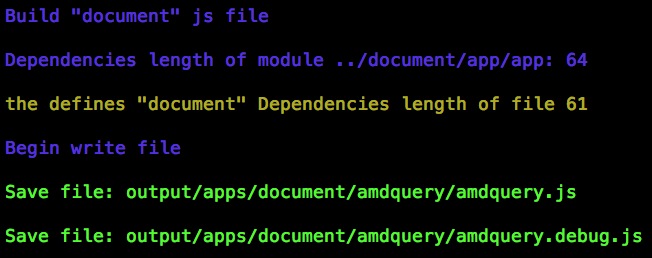 Build "document" js file
Dependencies length of module ../document/app/app: 64
the defines "document" Dependencies length of file 61
Begin write file
Save file: output/apps/document/amdquery/amdquery.js
Save file: output/apps/document/amdquery/amdquery.debug.js